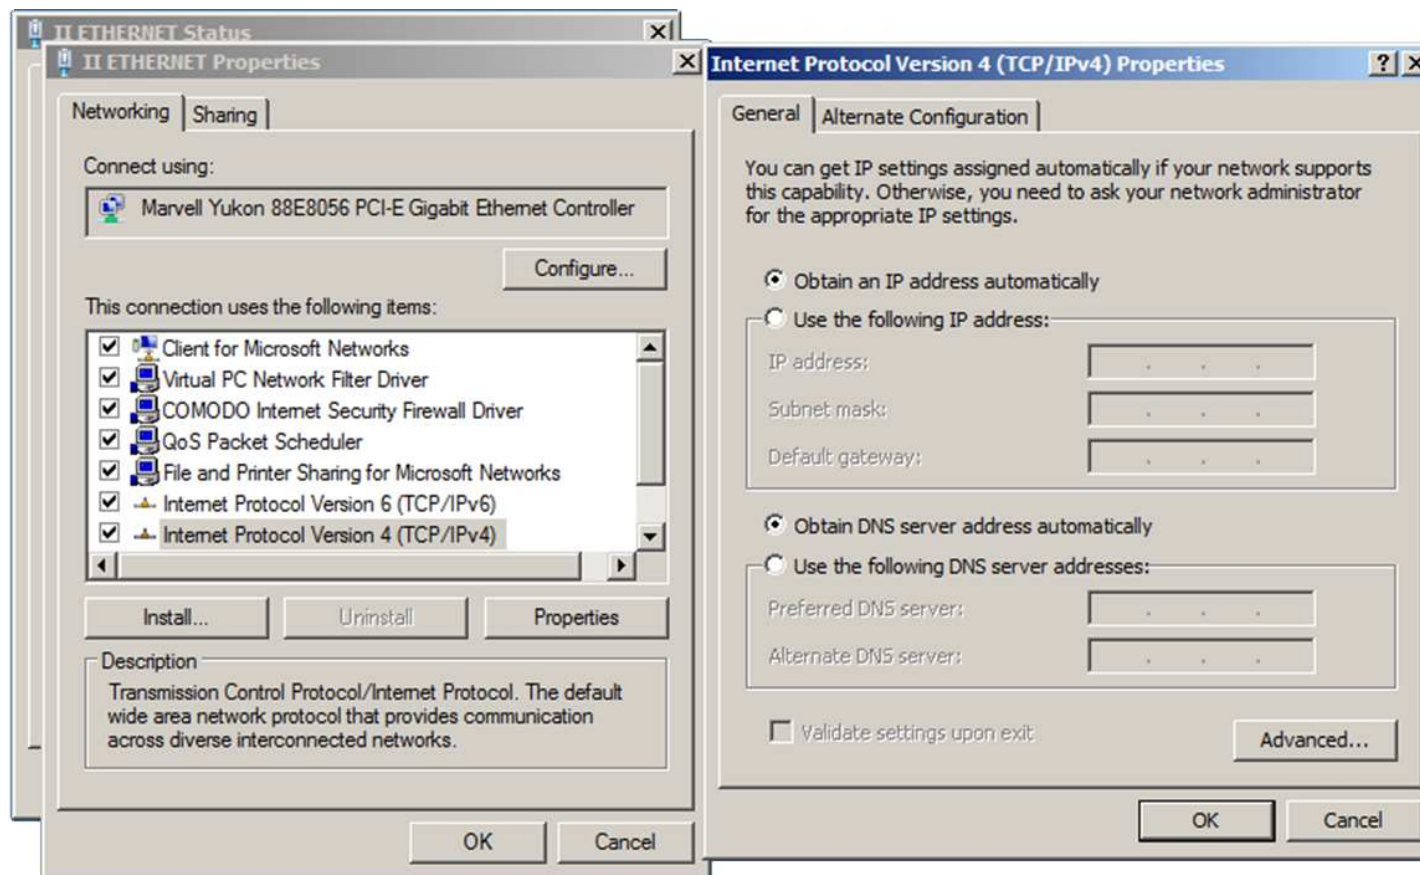 II ETHERNET Status
II ETHERNET Properties
Networking
Sharing
Connect using:
Marvell Yukon 88E8056 PCI-E Gigabit Ethernet Controller
Configure...
This connection uses the following items:
Client for Microsoft Networks
Virtual PC Network Filter Driver
COMODO Internet Security Firewall Driver
QoS Packet Scheduler
File and Printer Sharing for Microsoft Networks
Internet Protocol Version 6 (TCP/IPv6)
Internet Protocol Version 4 (TCP/IPv4)
Install...
Uninstall
Properties
Description
Transmission Control Protocol/Internet Protocol. The default
wide area network protocol that provides communication
across diverse interconnected networks.
OK
Cancel
Internet Protocol Version 4 (TCP/IPv4) Properties
General
Alternate Configuration
You can get IP settings assigned automatically if your network supports
this capability. Otherwise, you need to ask your network administrator
for the appropriate IP settings.
Obtain an IP address automatically
Use the following IP address:
IP address:
Subnet mask:
Default gateway:
Obtain DNS server address automatically
Use the following DNS server addresses:
Preferred DNS server:
Alternate DNS server:
Validate settings upon exit
Advanced...
OK
Cancel